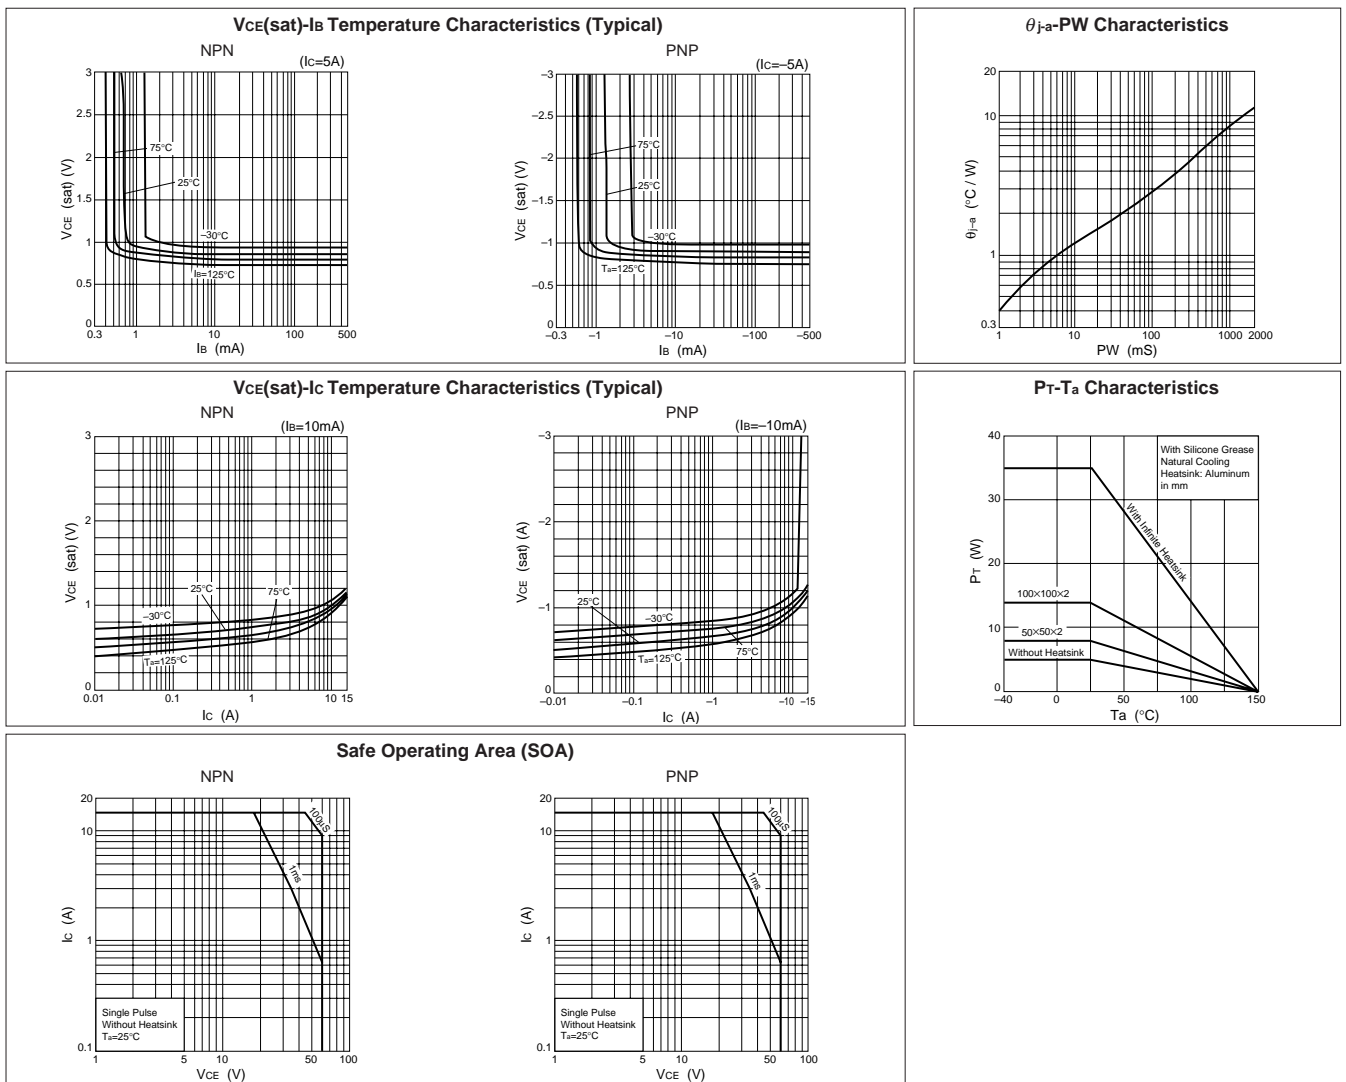 VCE(sat)-IB Temperature Characteristics (Typical)
NPN
(IC=5A)
3
2.5
2
1.5
1
0.5
0
VCE (sat) (V)
75°C
25°C
–30°C
IB=125°C
0.3 1 10 100 500
IB (mA)
PNP
(IC=–5A)
–3
–2.5
–2
–1.5
–1
–0.5
0
VCE (sat) (V)
75°C
25°C
–30°C
Ta=125°C
–0.3 –1 –10 –100 –500
IB (mA)
θj-a-PW Characteristics
20
10
1
0.3
θj–a (°C / W)
1 10 100 1000 2000
PW (mS)
VCE(sat)-IC Temperature Characteristics (Typical)
NPN
(IB=10mA)
3
2
1
0
VCE (sat) (V)
25°C
75°C
–30°C
Ta=125°C
0.01 0.1 1 10 15
IC (A)
PNP
(IB=–10mA)
–3
–2
–1
0
VCE (sat) (A)
25°C
–30°C
Ta=125°C
75°C
–0.01 –0.1 –1 –10 –15
IC (A)
PT-Ta Characteristics
40
30
20
10
0
PT (W)
With Silicone Grease
Natural Cooling
Heatsink: Aluminum
in mm
With Infinite Heatsink
100×100×2
50×50×2
Without Heatsink
–40 0 50 100 150
Ta (°C)
Safe Operating Area (SOA)
NPN
20
10
1
0.1
IC (A)
100µS
1ms
Single Pulse
Without Heatsink
Ta=25°C
1 5 10 50 100
VCE (V)
PNP
20
10
1
0.1
IC (A)
100µS
1ms
Single Pulse
Without Heatsink
Ta=25°C
1 5 10 50 100
VCE (V)